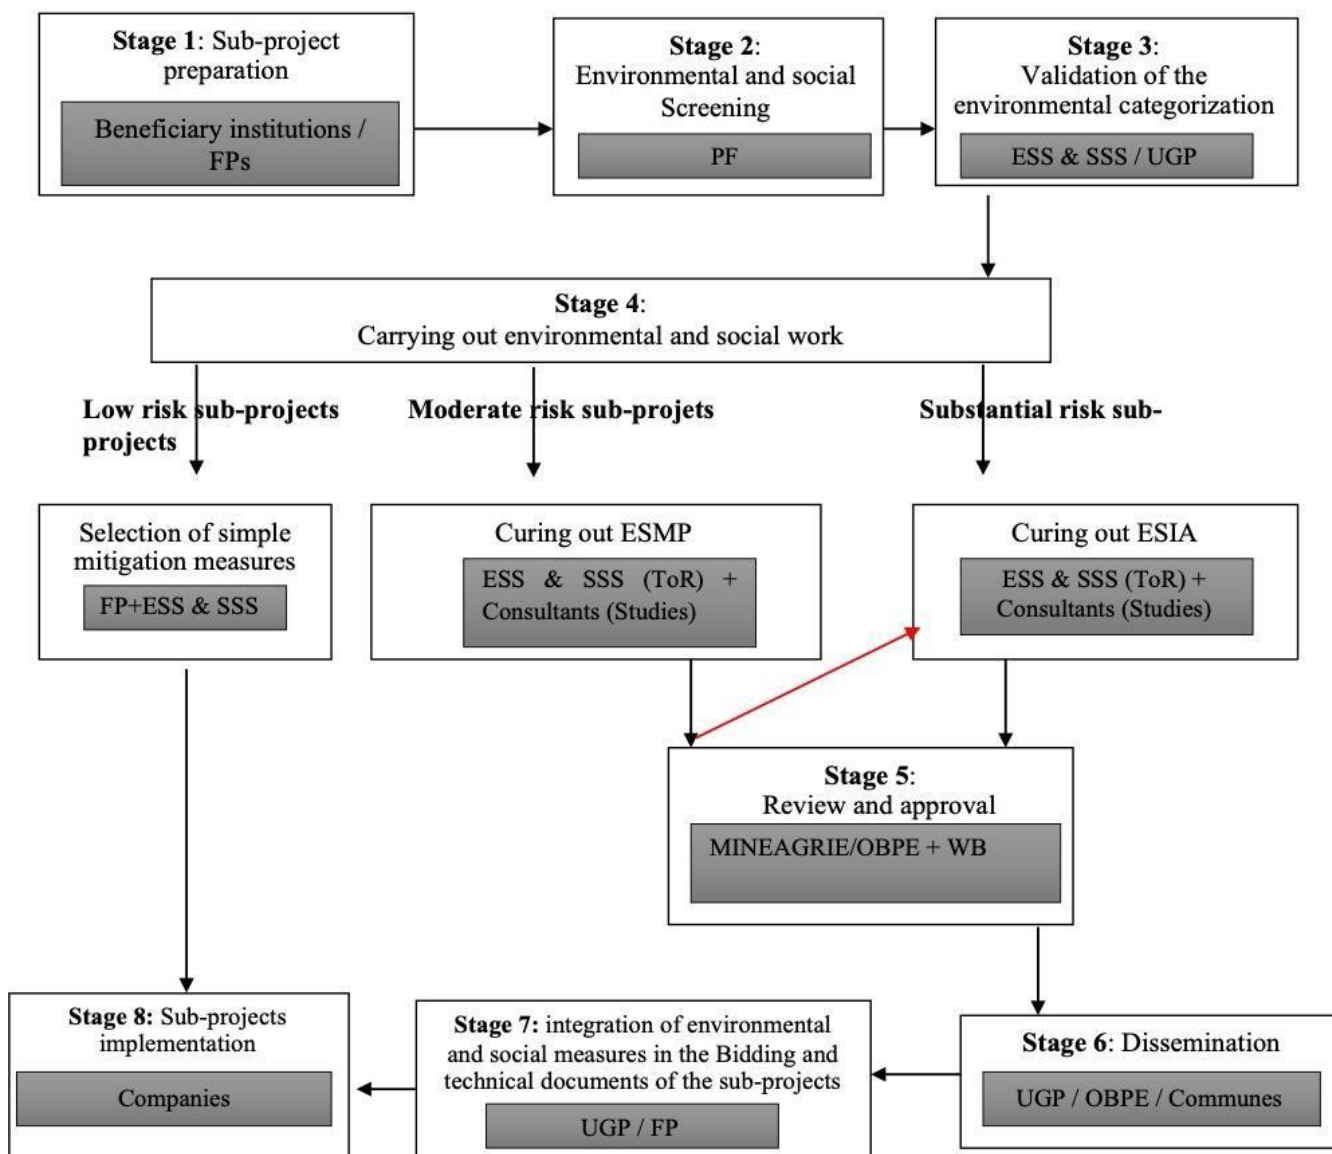 Stage 1: Sub-project
preparation
Beneficiary institutions /
FPs
Stage 2:
Environmental and social
Screening
PF
Stage 3:
Validation of the
environmental categorization
ESS & SSS / UGP
Stage 4:
Carrying out environmental and social work
Low risk sub-projects
projects
Moderate risk sub-projets
Substantial risk sub-
Selection of simple
mitigation measures
FP+ESS & SSS
Curing out ESMP
ESS & SSS (ToR) +
Consultants (Studies)
Curing out ESIA
ESS & SSS (ToR) +
Consultants (Studies)
Stage 5:
Review and approval
MINEAGRIE/OBPE + WB
Stage 8: Sub-projects
implementation
Companies
Stage 7: integration of environmental
and social measures in the Bidding and
technical documents of the sub-projects
UGP / FP
Stage 6: Dissemination
UGP / OBPE / Communes